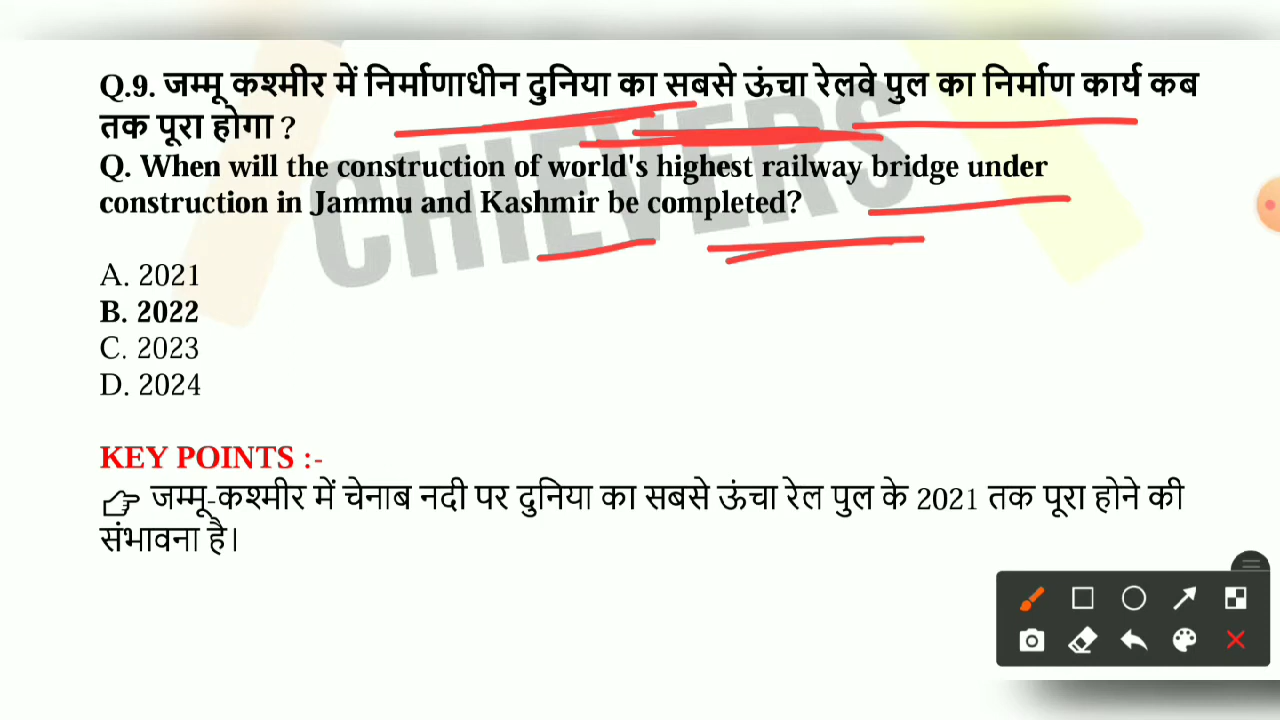 Q.9. जम्मू कश्मीर में निर्माणाधीन दुनिया का सबसे ऊंचा रेलवे पुल का निर्माण कार्य कब
तक पूरा होगा ?
Q. When will the construction of world's highest railway bridge under
construction in Jammu and Kashmir be completed?
A. 2021
B. 2022
C. 2023
D. 2024
KEY POINTS :-
जम्मू-कश्मीर में चेनाब नदी पर दुनिया का सबसे ऊंचा रेल पुल के 2021 तक पूरा होने की
संभावना है।
CHIEVERS